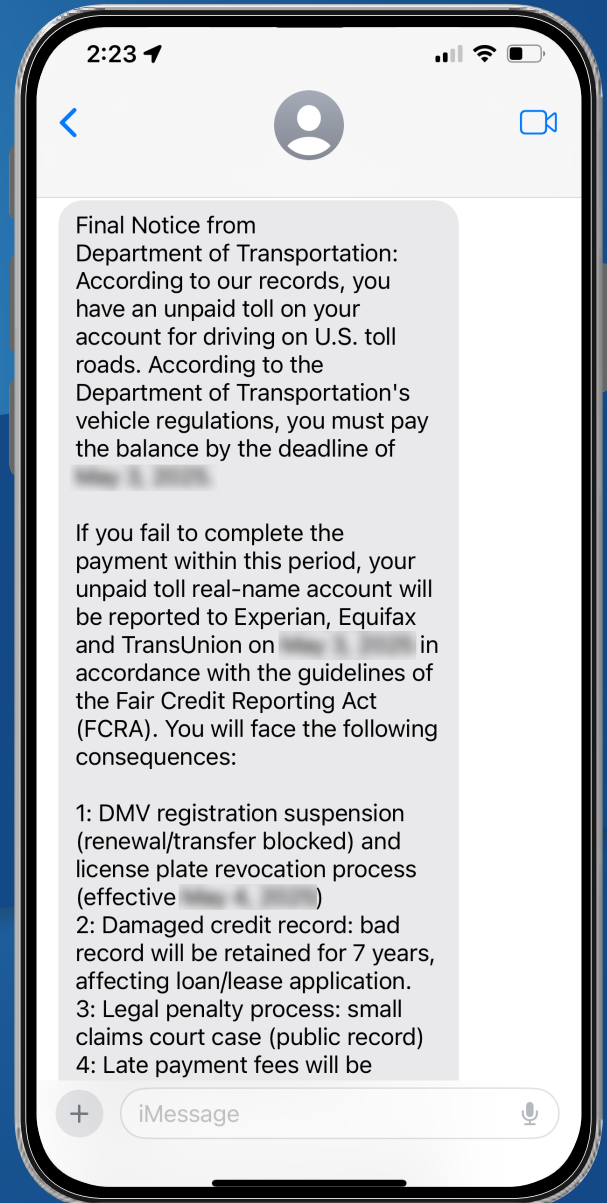 2:23
Final Notice from
Department of Transportation:
According to our records, you
have an unpaid toll on your
account for driving on U.S. toll
roads. According to the
Department of Transportation's
vehicle regulations, you must pay
the balance by the deadline of
If you fail to complete the
payment within this period, your
unpaid toll real-name account will
be reported to Experian, Equifax
and TransUnion on in
accordance with the guidelines of
the Fair Credit Reporting Act
(FCRA). You will face the following
consequences:
1: DMV registration suspension
(renewal/transfer blocked) and
license plate revocation process
(effective )
2: Damaged credit record: bad
record will be retained for 7 years,
affecting loan/lease application.
3: Legal penalty process: small
claims court case (public record)
4: Late payment fees will be
iMessage